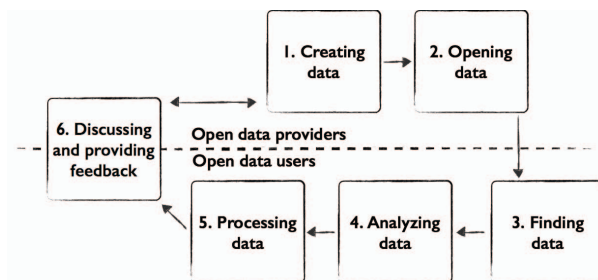 1. Creating
data
2. Opening
data
6. Discussing
and providing
feedback
Open data providers
Open data users
5. Processing
data
4. Analyzing
data
3. Finding
data